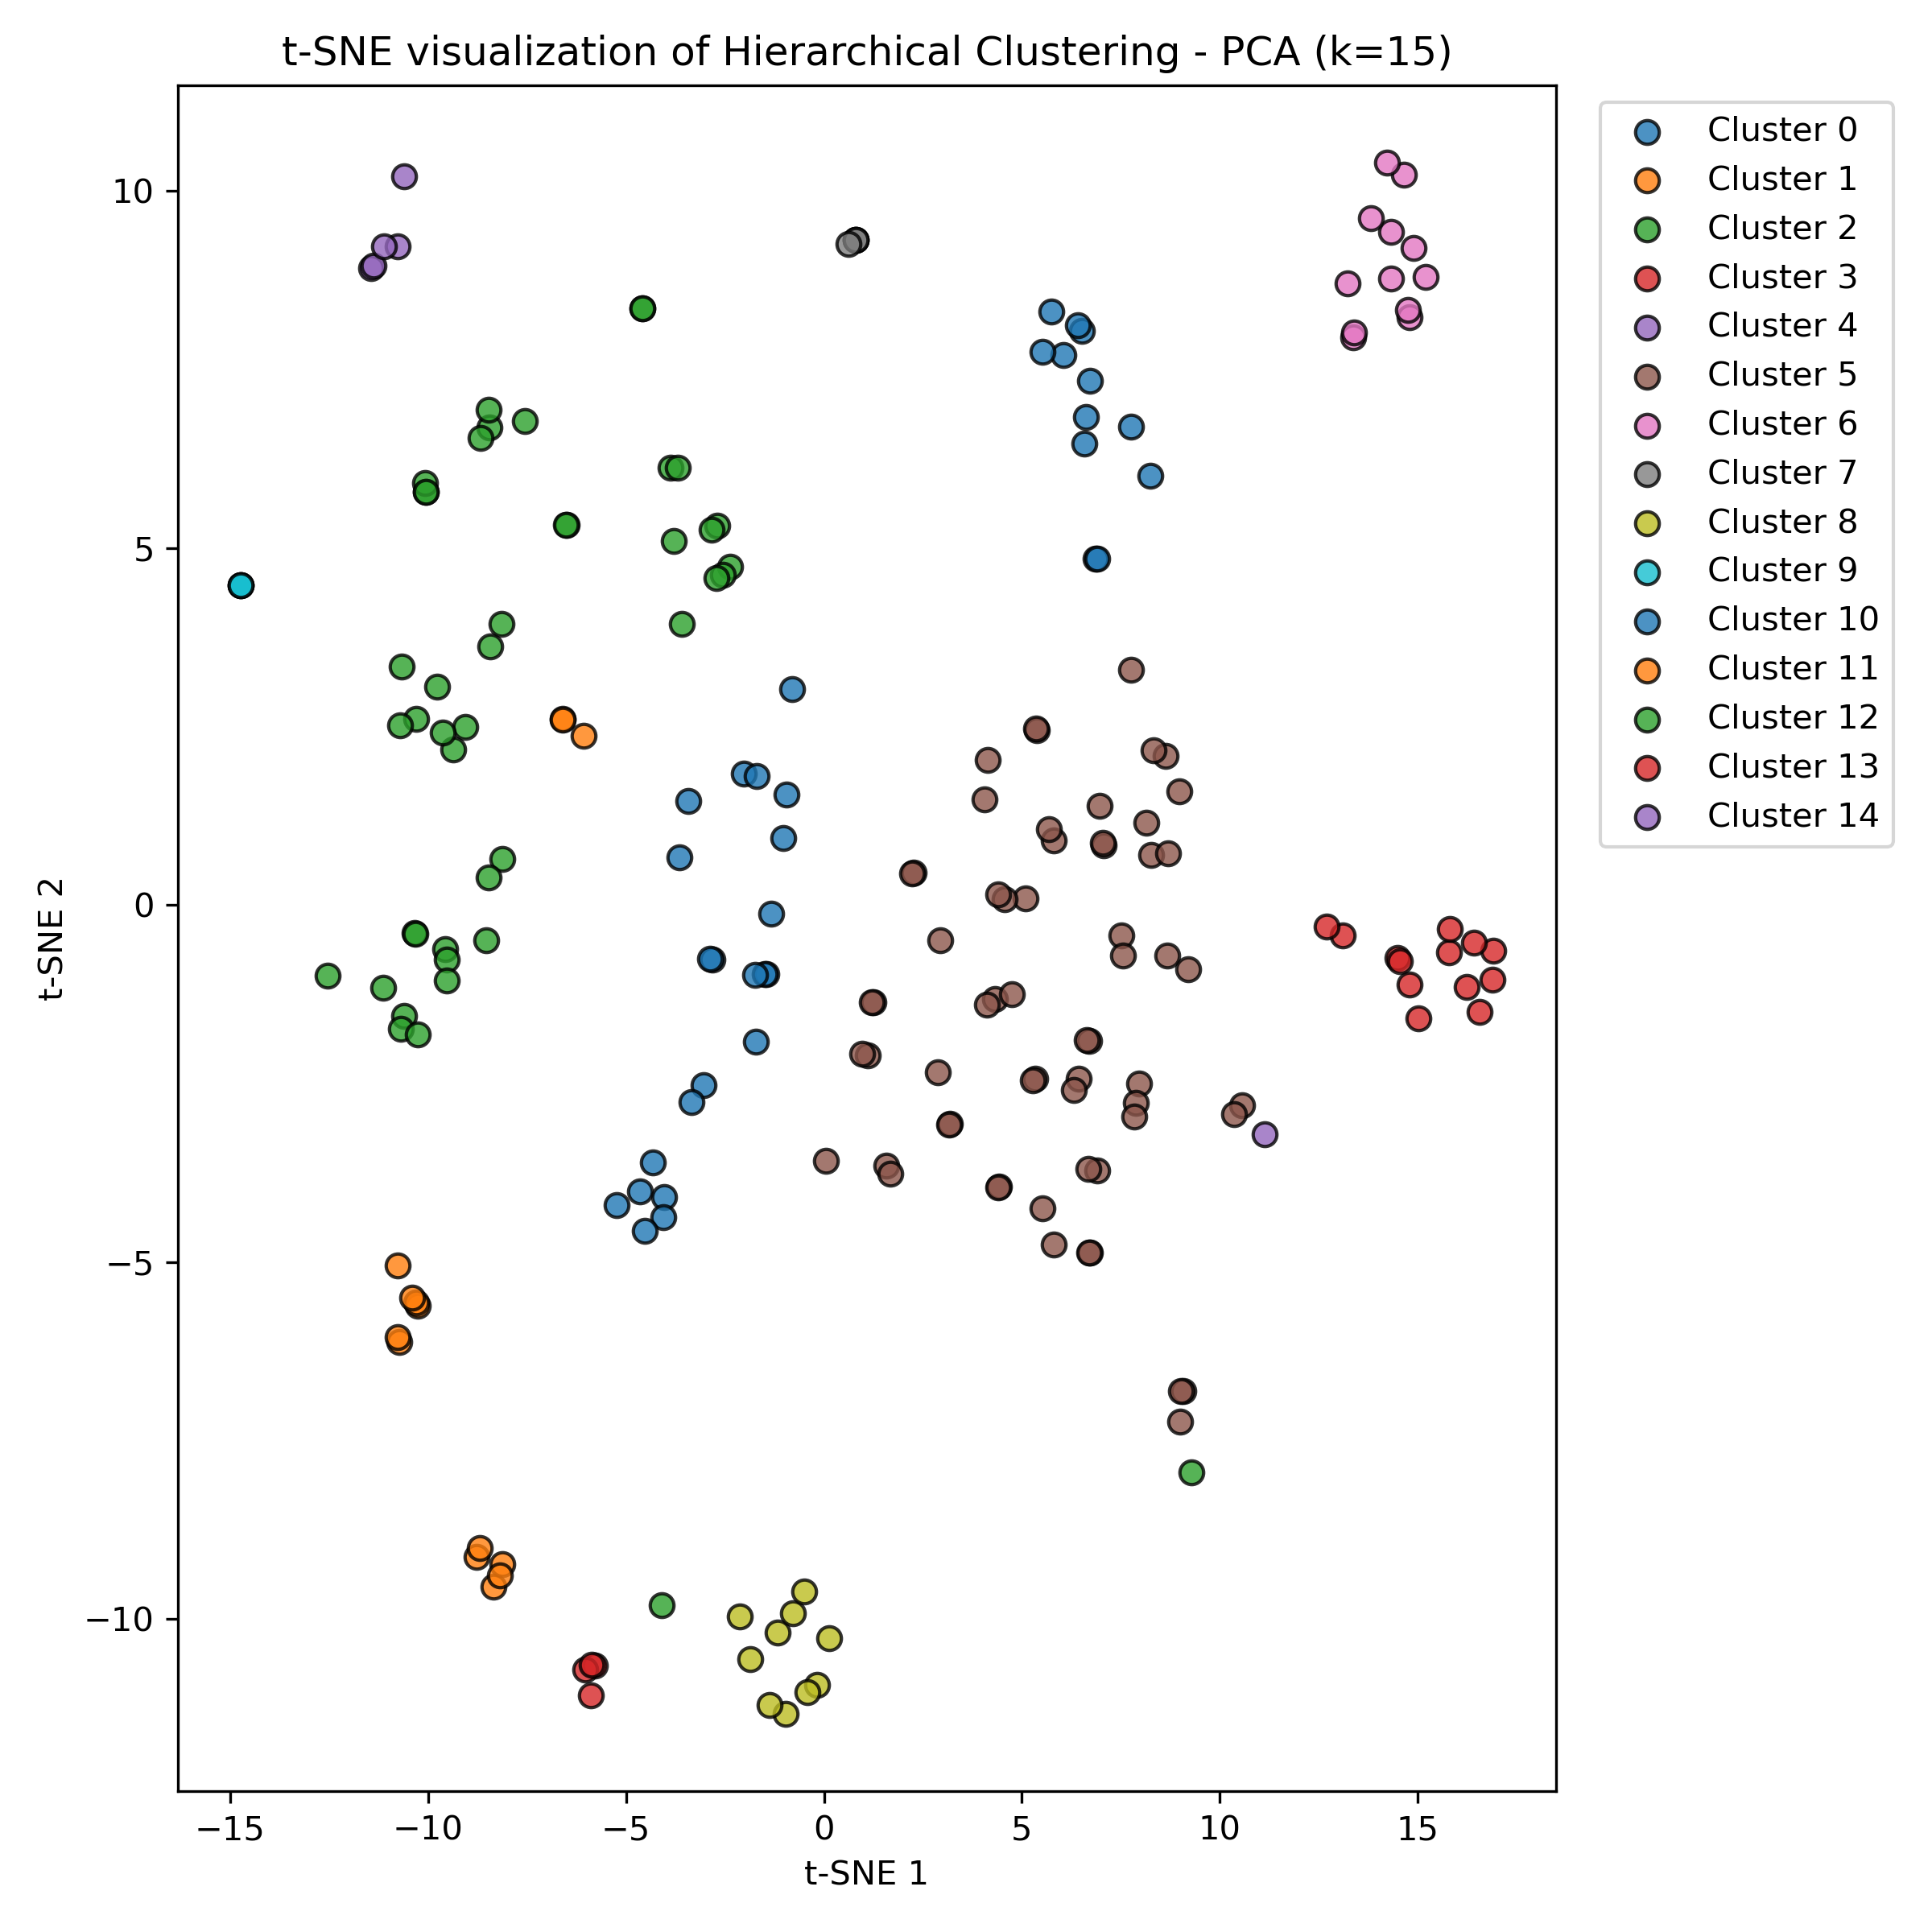 t-SNE visualization of Hierarchical Clustering - PCA (k=15)
10
5
0
−5
−10
t-SNE 2
−15
−10
−5
0
5
10
15
t-SNE 1
Cluster 0
Cluster 1
Cluster 2
Cluster 3
Cluster 4
Cluster 5
Cluster 6
Cluster 7
Cluster 8
Cluster 9
Cluster 10
Cluster 11
Cluster 12
Cluster 13
Cluster 14